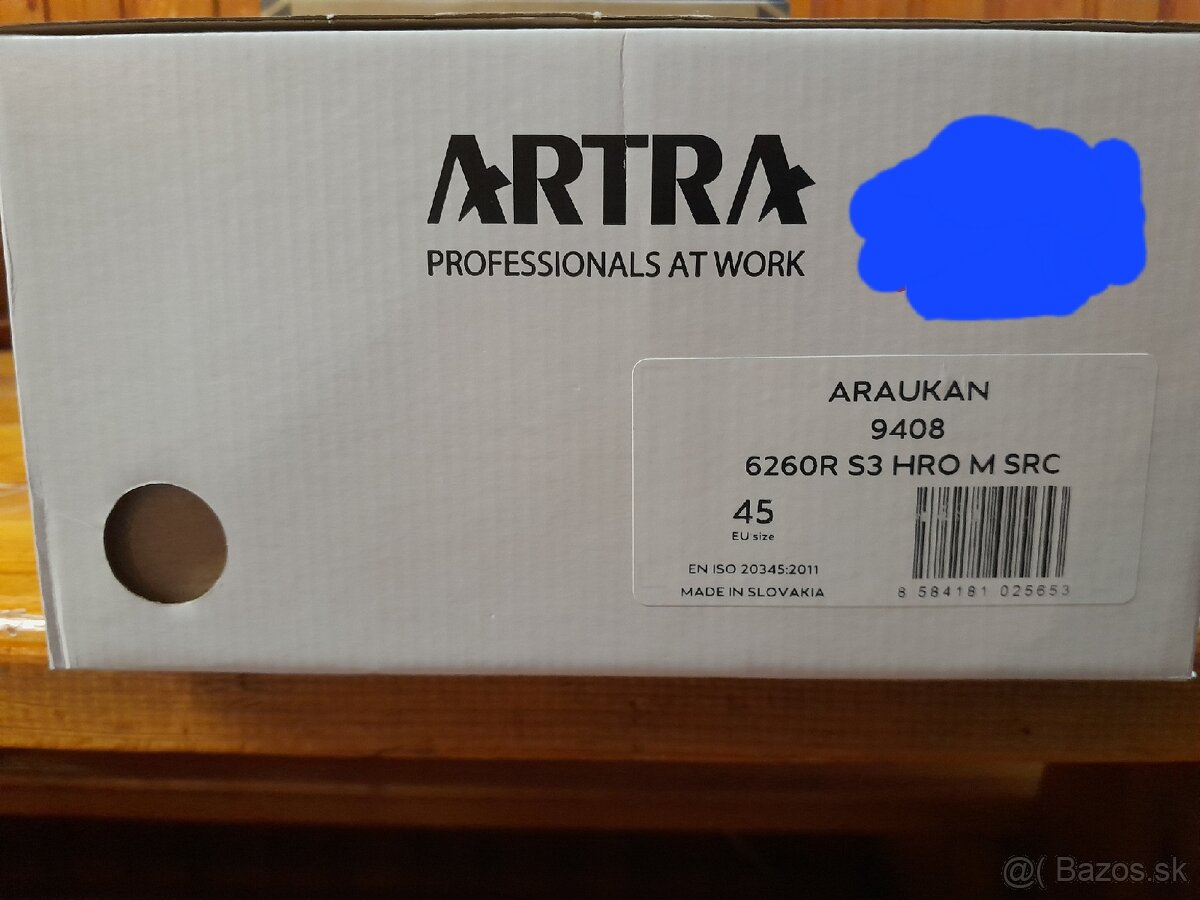 ARTRA
PROFESSIONALS AT WORK
ARAUKAN
9408
6260R S3 HRO M SRC
45
EU size
EN ISO 20345:2011
MADE IN SLOVAKIA
8 584181 025653
@( Bazos.sk